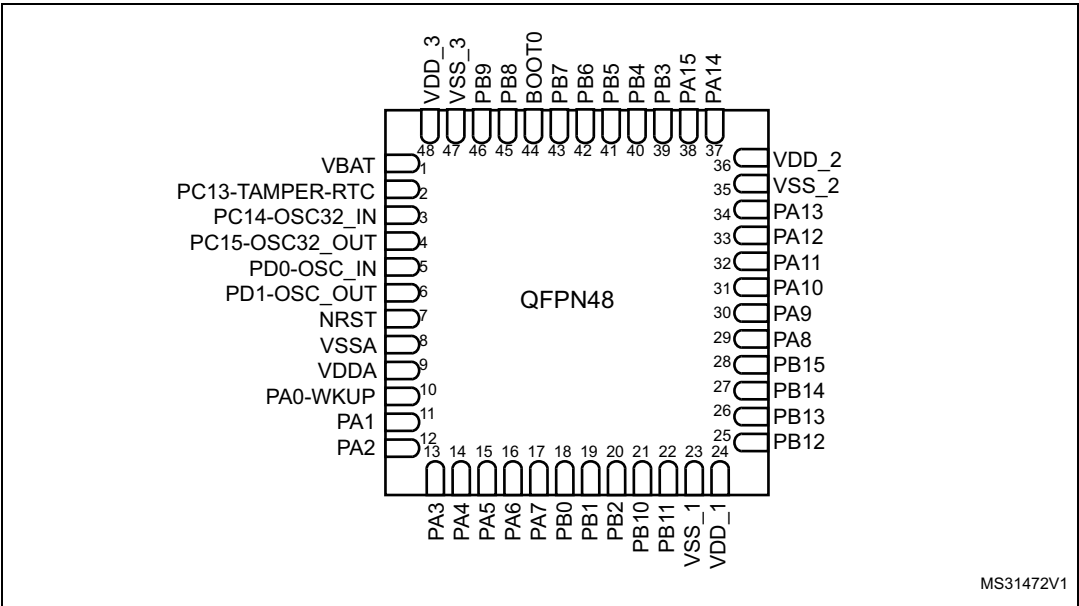 VDD_3
VSS_3
PB9
PB8
BOOT0
PB7
PB6
PB5
PB4
PB3
PA15
PA14
48 47 46 45 44 43 42 41 40 39 38 37
VBAT 1
PC13-TAMPER-RTC 2
PC14-OSC32_IN 3
PC15-OSC32_OUT 4
PD0-OSC_IN 5
PD1-OSC_OUT 6
NRST 7
VSSA 8
VDDA 9
PA0-WKUP 10
PA1 11
PA2 12
QFPN48
36 VDD_2
35 VSS_2
34 PA13
33 PA12
32 PA11
31 PA10
30 PA9
29 PA8
28 PB15
27 PB14
26 PB13
25 PB12
13 14 15 16 17 18 19 20 21 22 23 24
PA3
PA4
PA5
PA6
PA7
PB0
PB1
PB2
PB10
PB11
VSS_1
VDD_1
MS31472V1